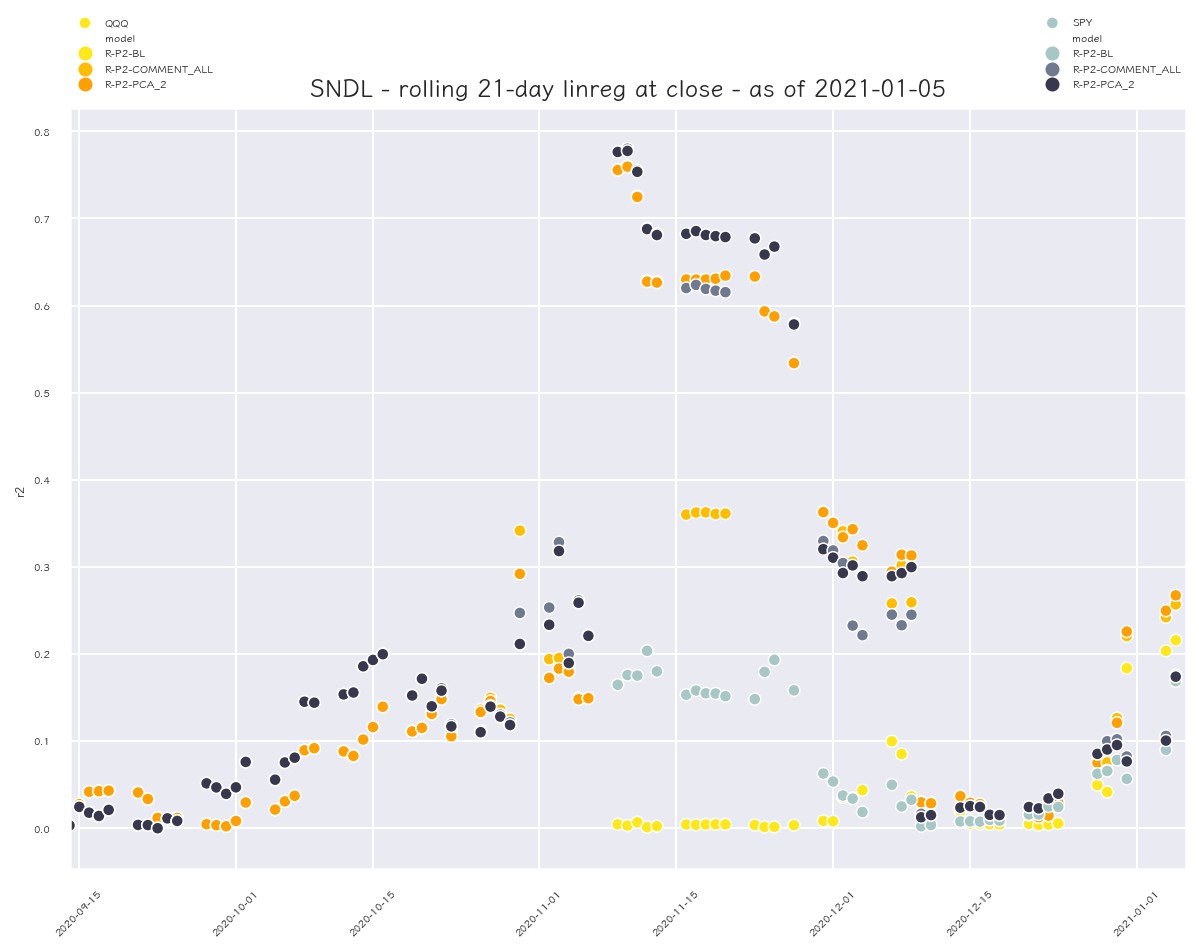 QQQ
model
R-P2-BL
R-P2-COMMENT_ALL
R-P2-PCA_2
SPY
model
R-P2-BL
R-P2-COMMENT_ALL
R-P2-PCA_2
SNDL - rolling 21-day linreg at close - as of 2021-01-05
0.8
0.7
0.6
0.5
0.4
0.3
0.2
0.1
0.0
r2
2020-09-15
2020-10-01
2020-10-15
2020-11-01
2020-11-15
2020-12-01
2020-12-15
2021-01-01